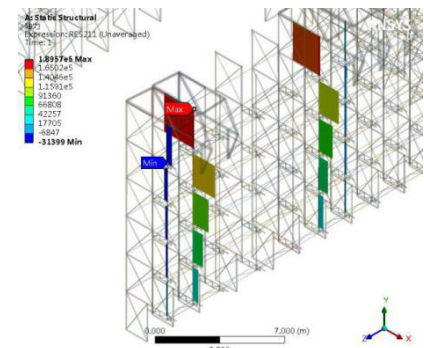 A: Static Structural
Expression: RES211 (Unaveraged)
Time: 1
1.8957e5 Max
1.6502e5
1.4046e5
1.1591e5
91360
66808
42257
17705
-6847
-31399 Min
Max
Min
0.000
7.000 (m)
Y
Z
X